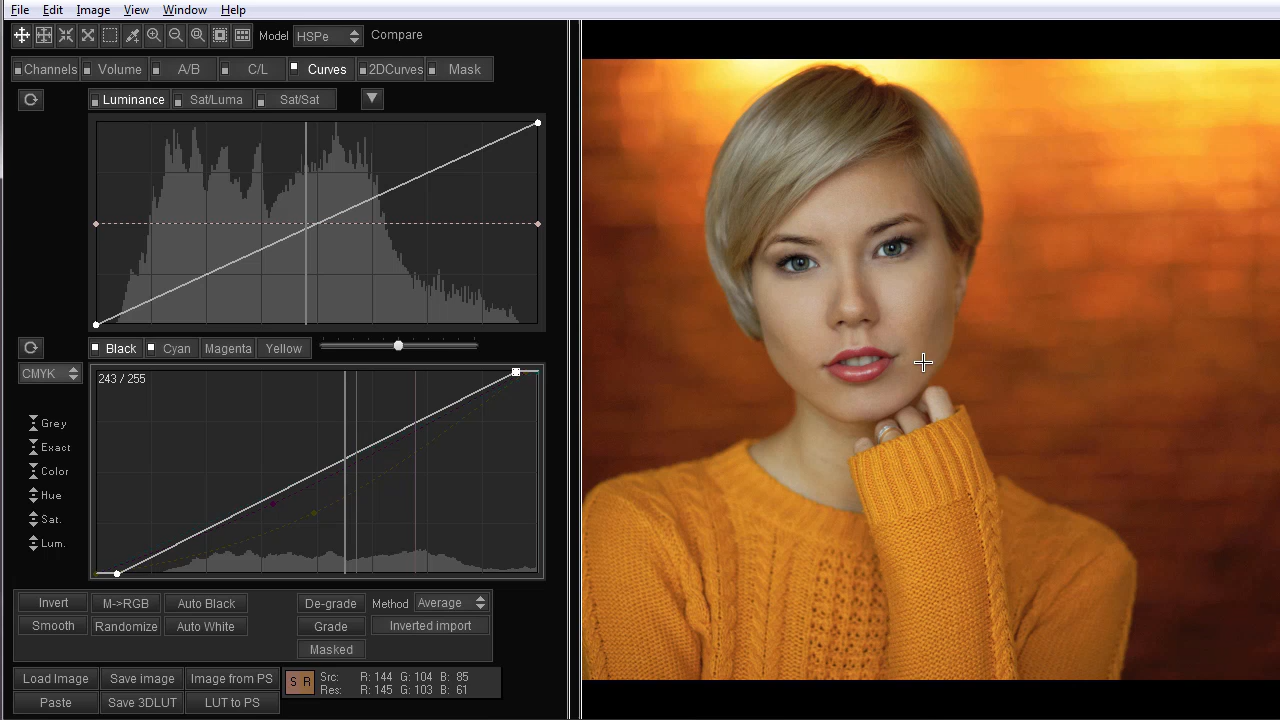 File Edit Image View Window Help
Model HSPe Compare
Channels Volume A/B C/L Curves 2DCurves Mask
Luminance Sat/Luma Sat/Sat
Black Cyan Magenta Yellow
CMYK
243 / 255
Grey
Exact
Color
Hue
Sat.
Lum.
Invert M->RGB Auto Black De-grade Method Average
Smooth Randomize Auto White Grade Inverted import
Masked
Load Image Save image Image from PS S R Src: R: 144 G: 104 B: 85
Res: R: 145 G: 103 B: 61
Paste Save 3DLUT LUT to PS